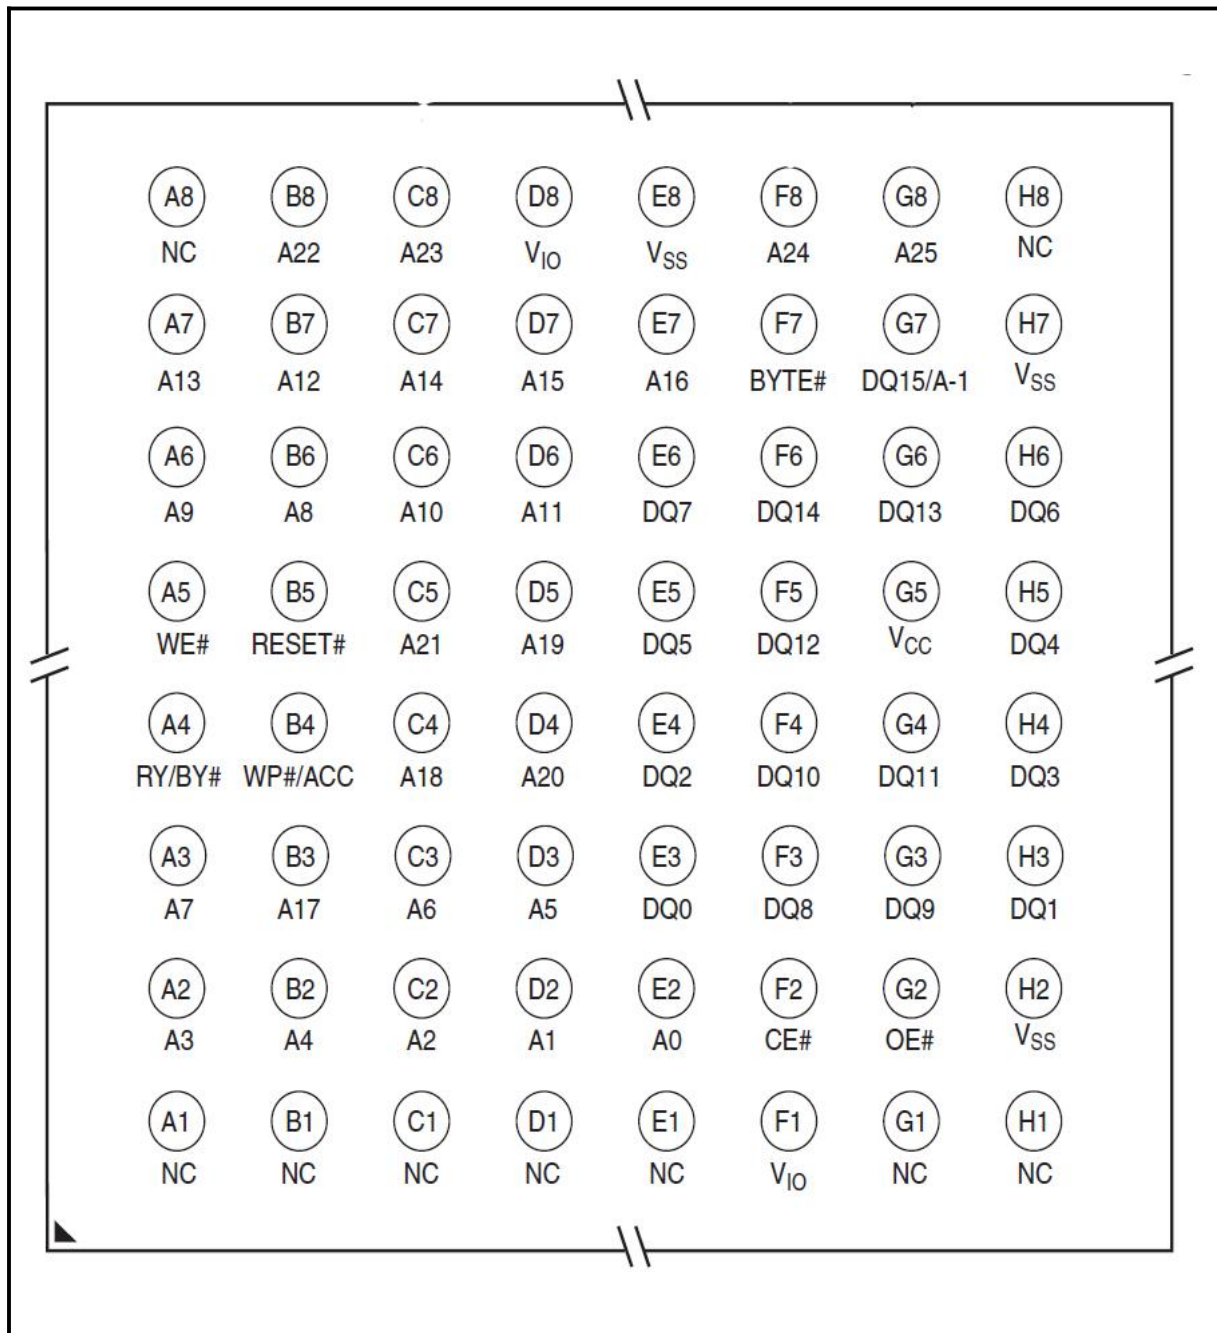 A8 B8 C8 D8 E8 F8 G8 H8
NC A22 A23 VIO VSS A24 A25 NC
A7 B7 C7 D7 E7 F7 G7 H7
A13 A12 A14 A15 A16 BYTE# DQ15/A-1 VSS
A6 B6 C6 D6 E6 F6 G6 H6
A9 A8 A10 A11 DQ7 DQ14 DQ13 DQ6
A5 B5 C5 D5 E5 F5 G5 H5
WE# RESET# A21 A19 DQ5 DQ12 VCC DQ4
A4 B4 C4 D4 E4 F4 G4 H4
RY/BY# WP#/ACC A18 A20 DQ2 DQ10 DQ11 DQ3
A3 B3 C3 D3 E3 F3 G3 H3
A7 A17 A6 A5 DQ0 DQ8 DQ9 DQ1
A2 B2 C2 D2 E2 F2 G2 H2
A3 A4 A2 A1 A0 CE# OE# VSS
A1 B1 C1 D1 E1 F1 G1 H1
NC NC NC NC NC VIO NC NC